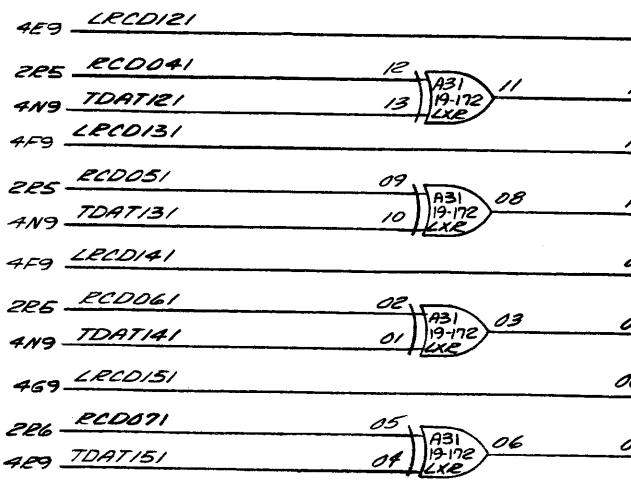 4E9 LRCD121
2R5 RCD041 12 A31 11
19-172
4N9 TDAT121 13 LXR
4F9 LRCD131
2R5 RCD051 09 A31 08
19-172
4N9 TDAT131 10 LXR
4F9 LRCD141
2R5 RCD061 02 A31 03
19-172
4N9 TDAT141 01 LXR
4G9 LRCD151
2R6 RCD071 05 A31 06
19-172
4R9 TDAT151 04 LXR